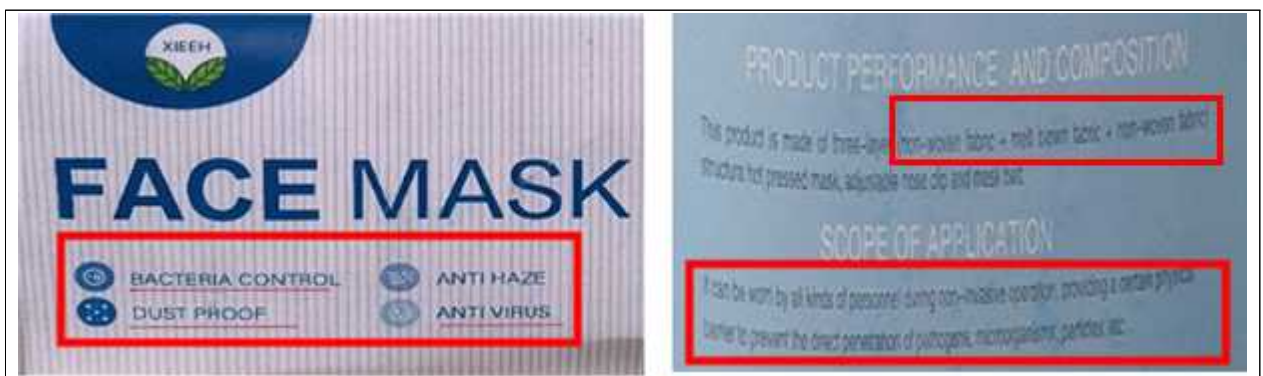 XIEEH
FACE MASK
BACTERIA CONTROL
ANTI HAZE
DUST PROOF
ANTI VIRUS
PRODUCT PERFORMANCE AND COMPOSITION
This product is made of three-layer (non-woven fabric + melt blown fabric + non-woven fabric)
structure hot pressed mask, adjustable nose clip and mask belt.
SCOPE OF APPLICATION
It can be worn by all kinds of personnel during non-invasive operation, providing a certain physical
barrier to prevent the direct penetration of pathogens, microorganisms, particles, etc.